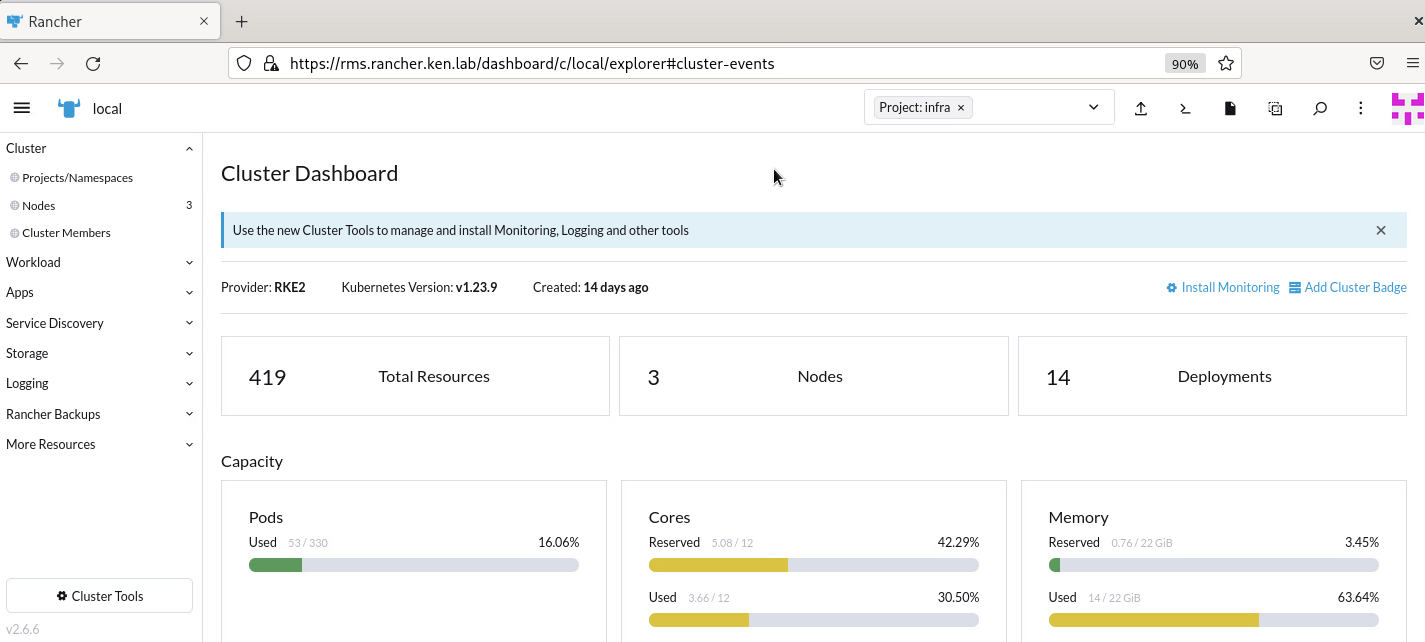 Rancher
https://rms.rancher.ken.lab/dashboard/c/local/explorer#cluster-events
90%
local
Project: infra
Cluster
Projects/Namespaces
Nodes 3
Cluster Members
Workload
Apps
Service Discovery
Storage
Logging
Rancher Backups
More Resources
Cluster Tools
v2.6.6
Cluster Dashboard
Use the new Cluster Tools to manage and install Monitoring, Logging and other tools
Provider: RKE2 Kubernetes Version: v1.23.9 Created: 14 days ago Install Monitoring Add Cluster Badge
419 Total Resources
3 Nodes
14 Deployments
Capacity
Pods
Used 53 / 330 16.06%
Cores
Reserved 5.08 / 12 42.29%
Used 3.66 / 12 30.50%
Memory
Reserved 0.76 / 22 GiB 3.45%
Used 14 / 22 GiB 63.64%